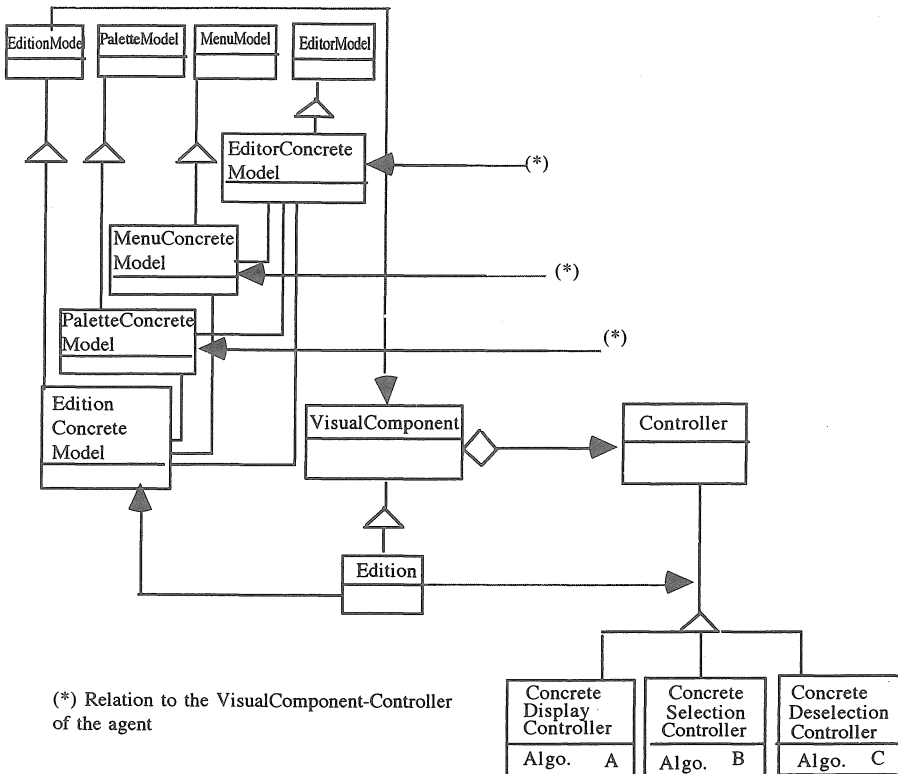 EditionMode
PaletteModel
MenuModel
EditorModel
EditorConcrete
Model
(*)
MenuConcrete
Model
(*)
PaletteConcrete
Model
(*)
Edition
Concrete
Model
VisualComponent
Controller
Edition
(*) Relation to the VisualComponent-Controller
of the agent
Concrete
Display
Controller
Algo. A
Concrete
Selection
Controller
Algo. B
Concrete
Deselection
Controller
Algo. C